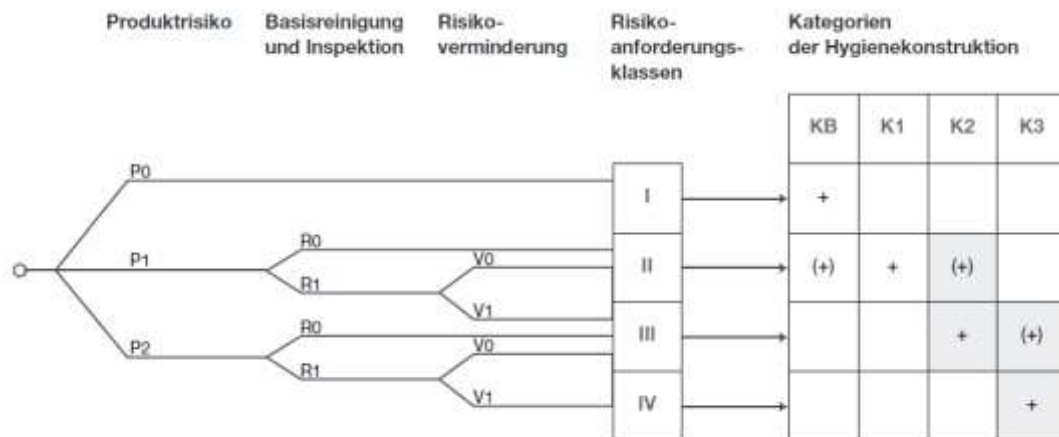 Produktrisiko Basisreinigung Risiko- Risiko- Kategorien
und Inspektion verminderung anforderungs- der Hygienekonstruktion
klassen
KB K1 K2 K3
P0
I +
R0
P1 V0 II (+) + (+)
R1
V1
R0 III + (+)
P2 V0
R1
V1 IV +